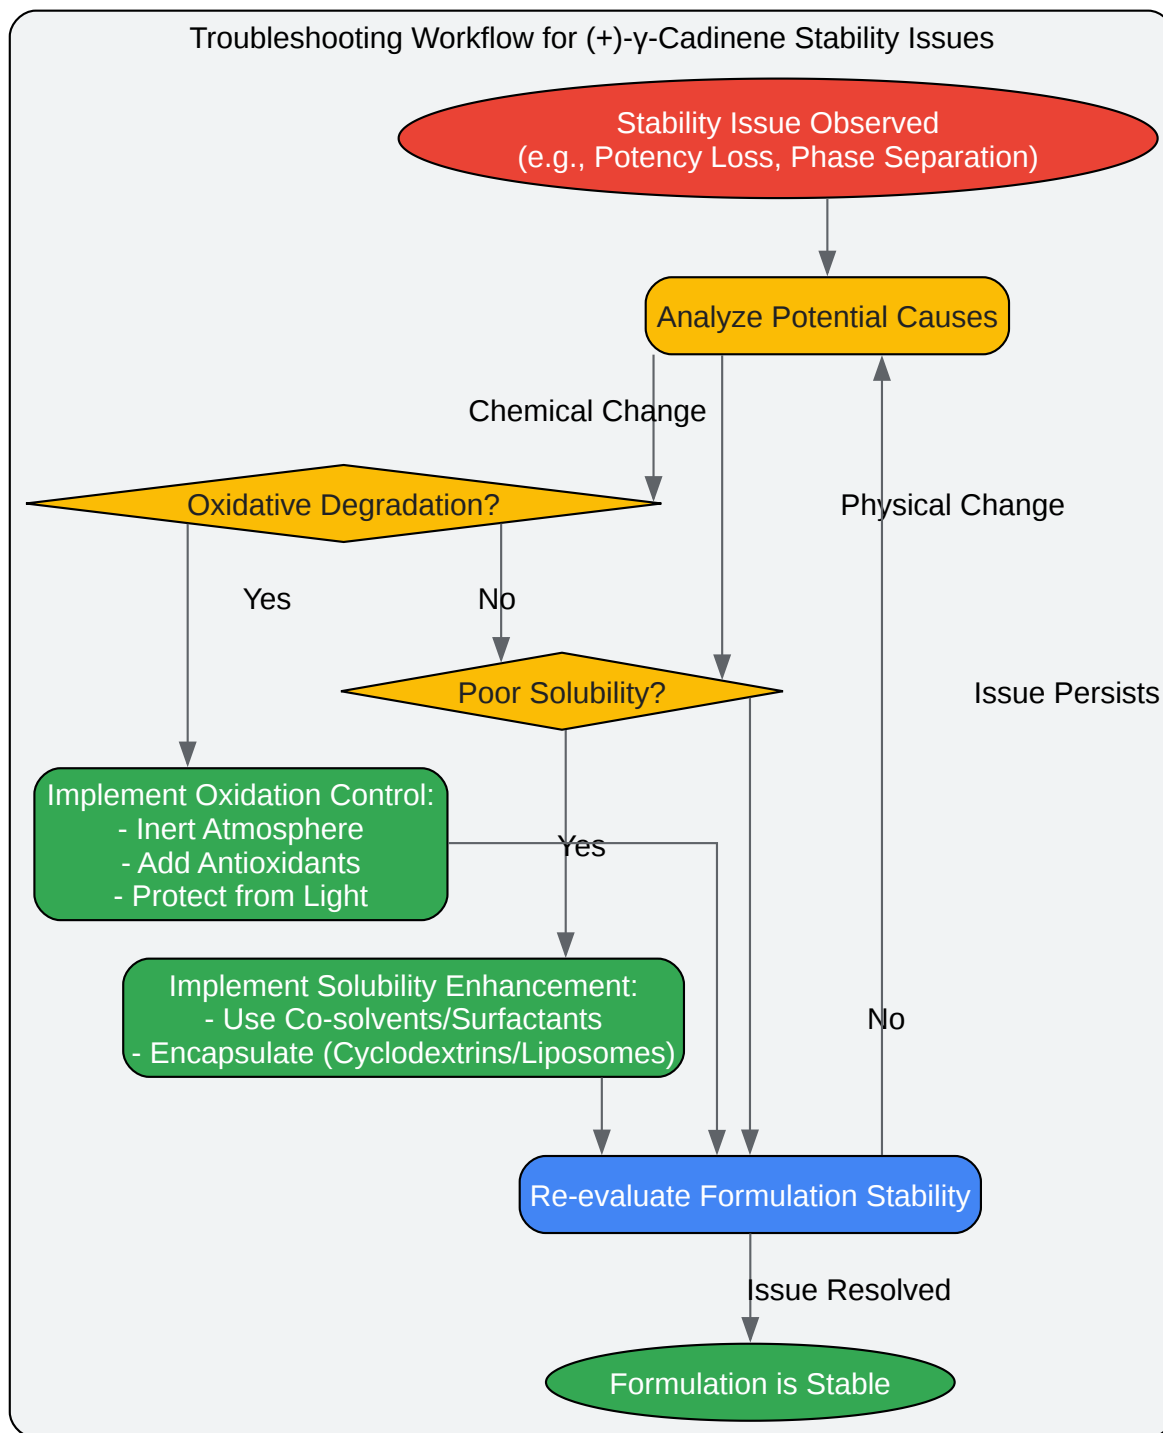 Troubleshooting Workflow for (+)-γ-Cadinene Stability Issues
Stability Issue Observed
(e.g., Potency Loss, Phase Separation)
Analyze Potential Causes
Chemical Change
Oxidative Degradation?
Physical Change
Yes
No
Poor Solubility?
Issue Persists
Implement Oxidation Control:
- Inert Atmosphere
- Add Antioxidants
- Protect from Light
Yes
Implement Solubility Enhancement:
- Use Co-solvents/Surfactants
- Encapsulate (Cyclodextrins/Liposomes)
No
Re-evaluate Formulation Stability
Issue Resolved
Formulation is Stable